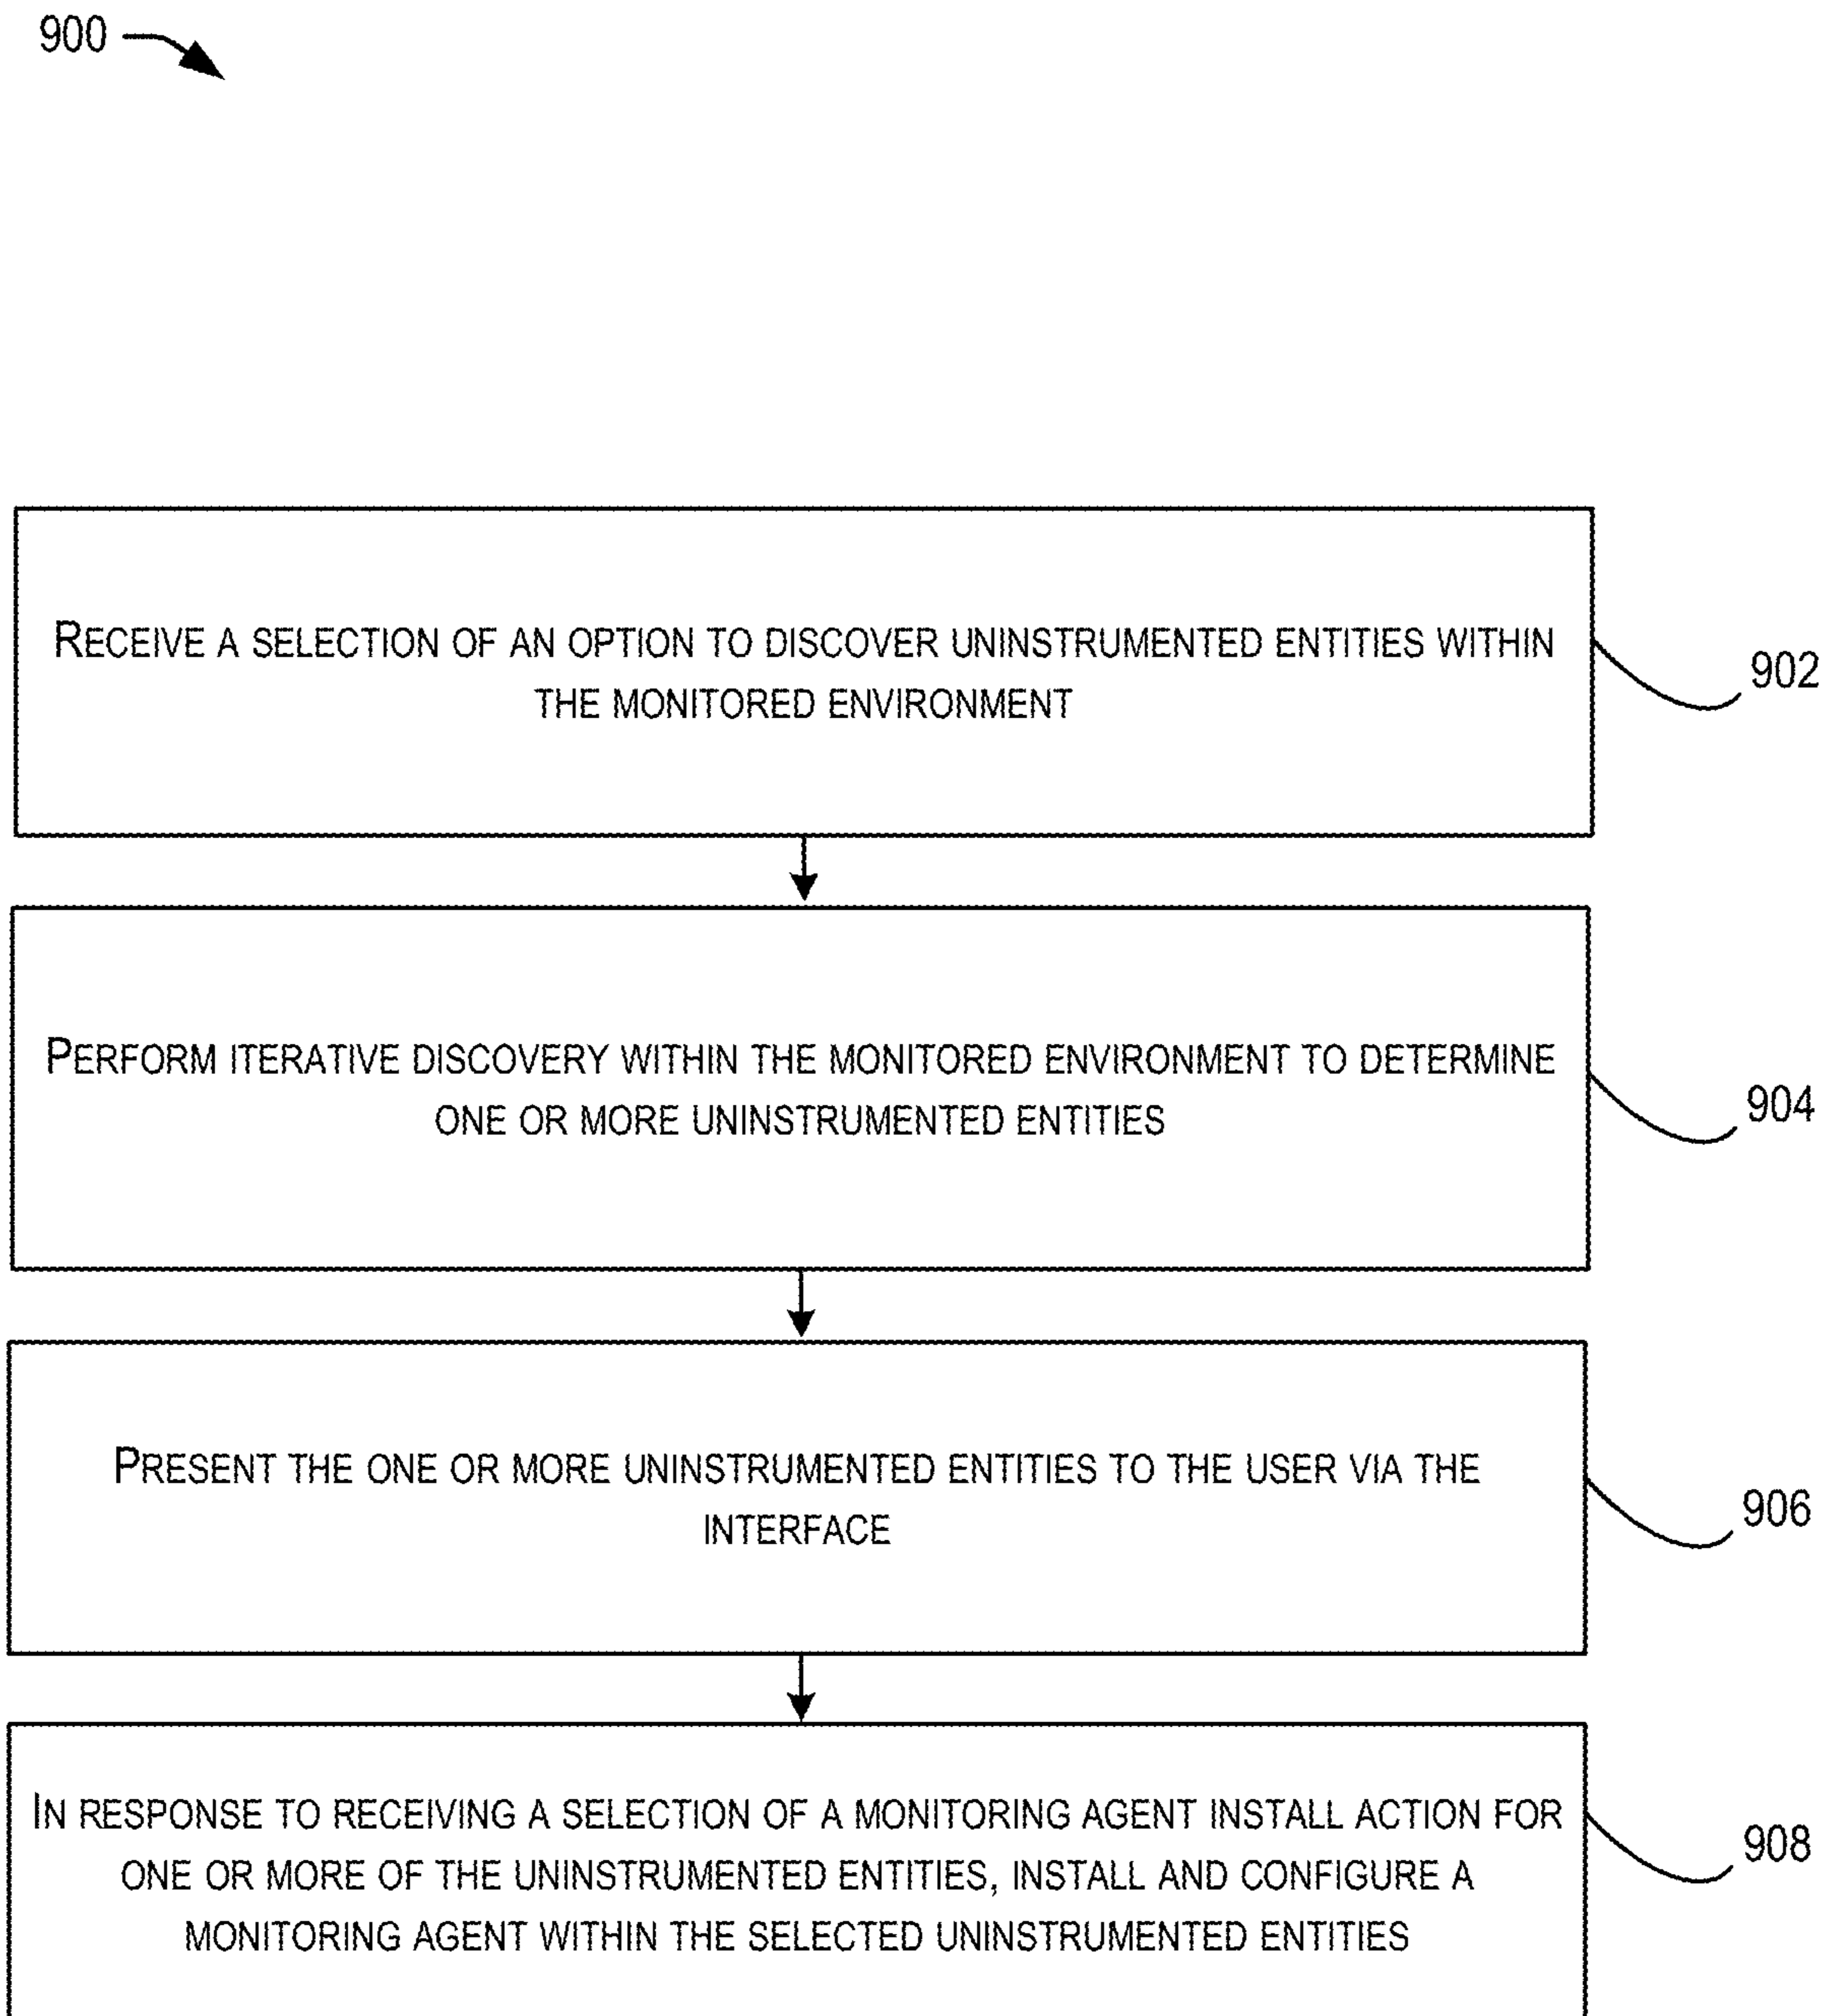 900
RECEIVE A SELECTION OF AN OPTION TO DISCOVER UNINSTRUMENTED ENTITIES WITHIN
THE MONITORED ENVIRONMENT
902
PERFORM ITERATIVE DISCOVERY WITHIN THE MONITORED ENVIRONMENT TO DETERMINE
ONE OR MORE UNINSTRUMENTED ENTITIES
904
PRESENT THE ONE OR MORE UNINSTRUMENTED ENTITIES TO THE USER VIA THE
INTERFACE
906
IN RESPONSE TO RECEIVING A SELECTION OF A MONITORING AGENT INSTALL ACTION FOR
ONE OR MORE OF THE UNINSTRUMENTED ENTITIES, INSTALL AND CONFIGURE A
MONITORING AGENT WITHIN THE SELECTED UNINSTRUMENTED ENTITIES
908